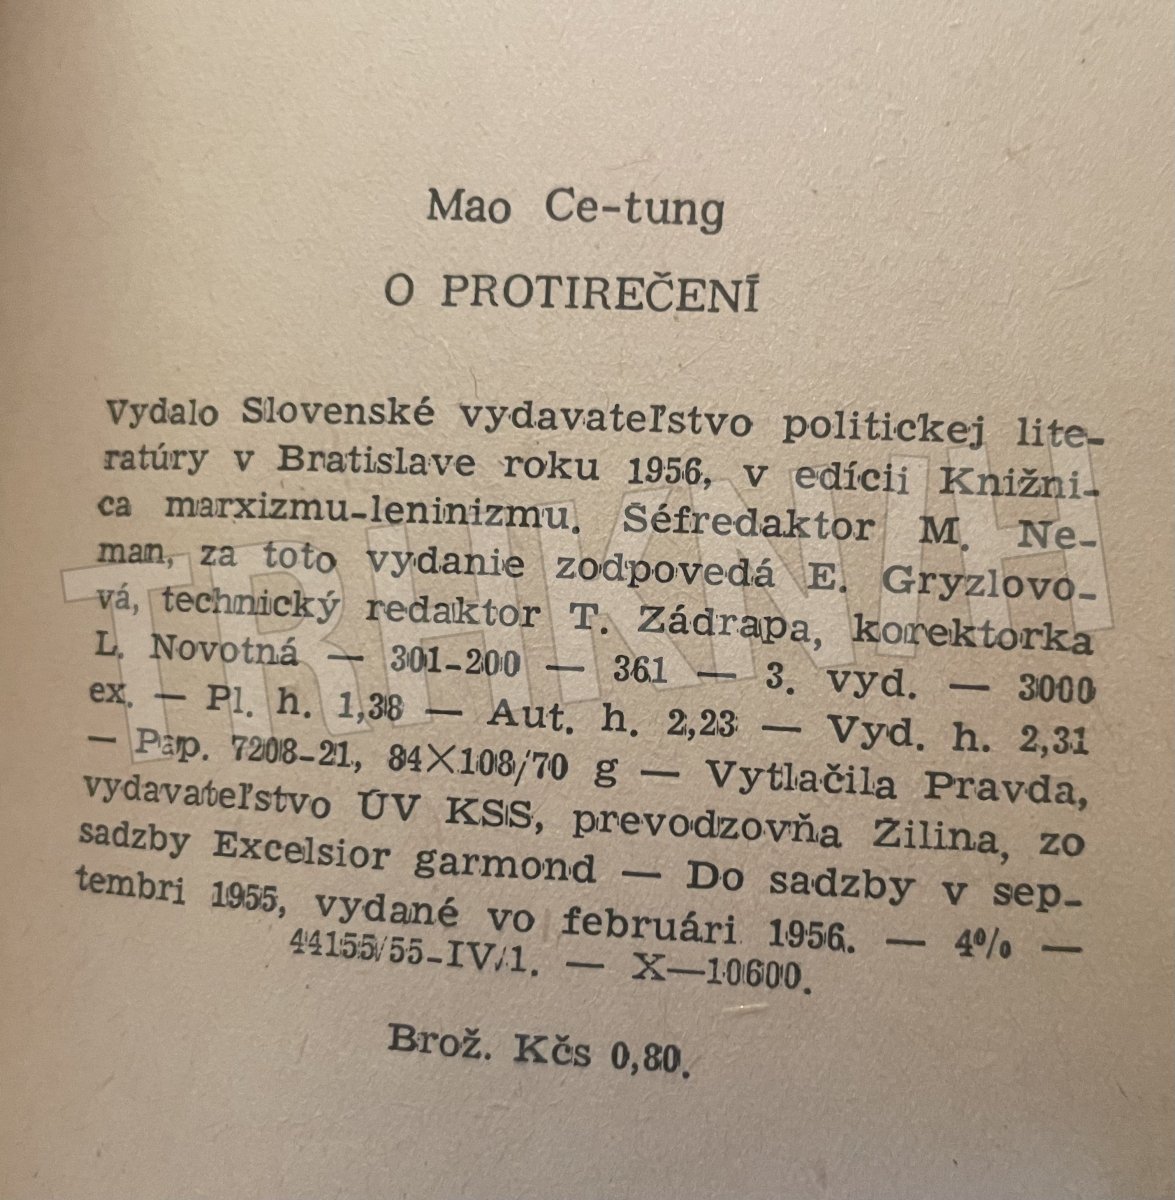 Mao Ce-tung
O PROTIREČENÍ
Vydalo Slovenské vydavateľstvo politickej lite-
ratúry v Bratislave roku 1956, v edícii Knižni-
ca marxizmu-leninizmu. Šéfredaktor M. Ne-
man, za toto vydanie zodpovedá E. Gryzlovo-
vá, technický redaktor T. Zádrapa, korektorka
L. Novotná — 301-200 — 361 — 3. vyd. — 3000
ex. — Pl. h. 1,38 — Aut. h. 2,23 — Vyd. h. 2,31
— Pap. 7208-21, 84×108/70 g — Vytlačila Pravda,
vydavateľstvo ÚV KSS, prevodzovňa Žilina, zo
sadzby Excelsior garmond — Do sadzby v sep-
tembri 1955, vydané vo februári 1956. — 4% —
44155/55-IV/1. — X—10600.
Brož. Kčs 0,80.
TRHKNIH